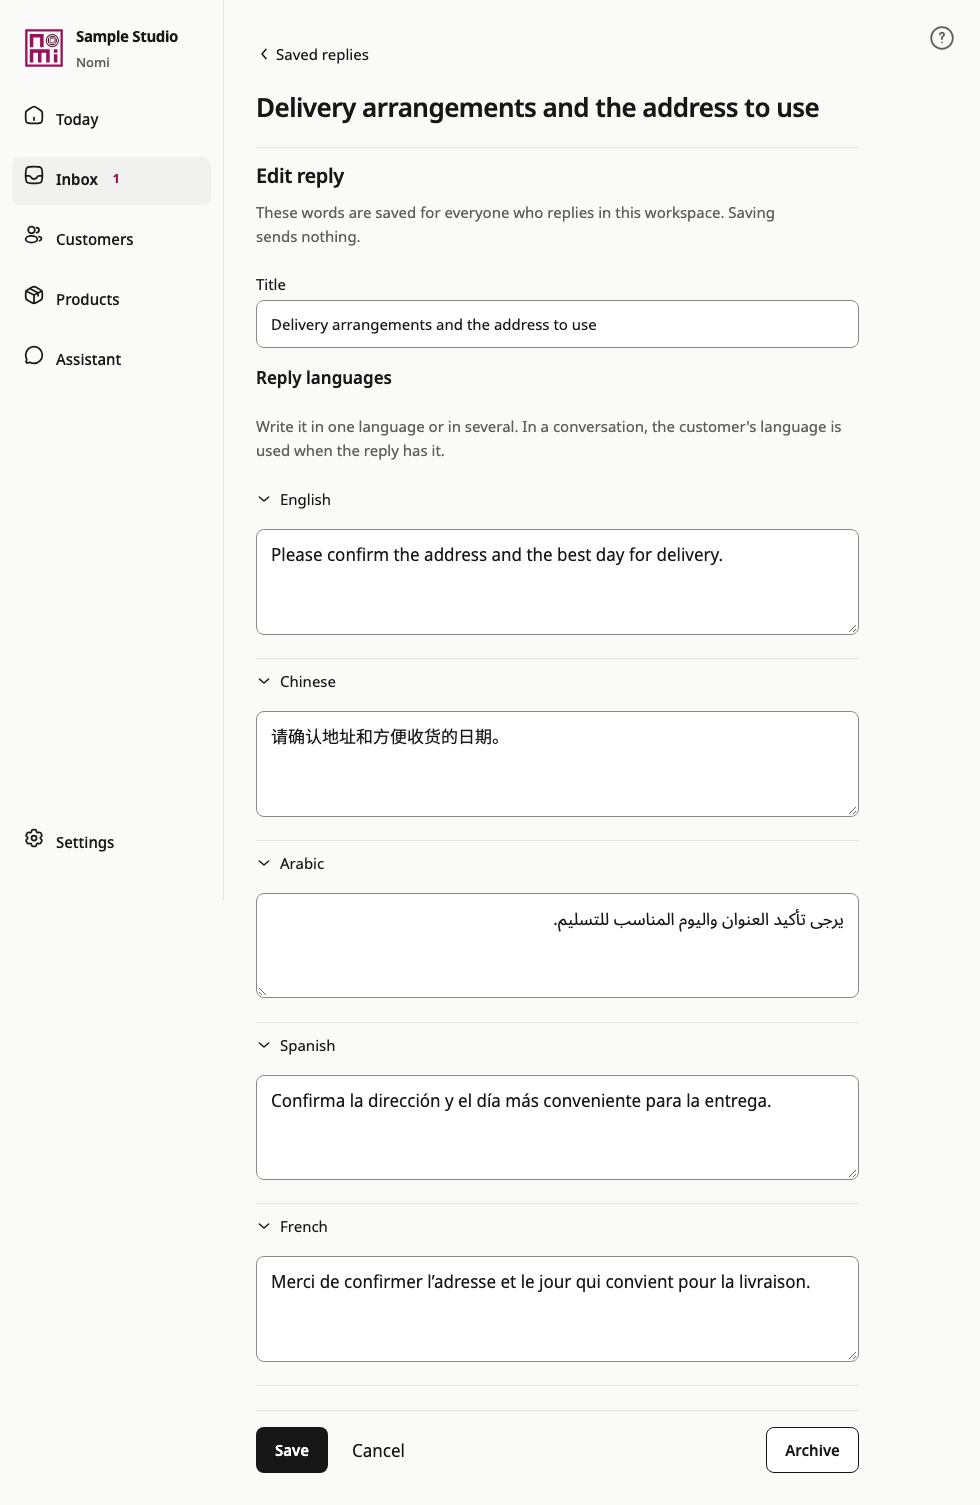 nomi
Sample Studio
Nomi
Today
Inbox 1
Customers
Products
Assistant
Settings
Saved replies
Delivery arrangements and the address to use
Edit reply
These words are saved for everyone who replies in this workspace. Saving
sends nothing.
Title
Delivery arrangements and the address to use
Reply languages
Write it in one language or in several. In a conversation, the customer's language is
used when the reply has it.
English
Please confirm the address and the best day for delivery.
Chinese
请确认地址和方便收货的日期。
Arabic
يرجى تأكيد العنوان واليوم المناسب للتسليم.
Spanish
Confirma la dirección y el día más conveniente para la entrega.
French
Merci de confirmer l’adresse et le jour qui convient pour la livraison.
Save Cancel Archive